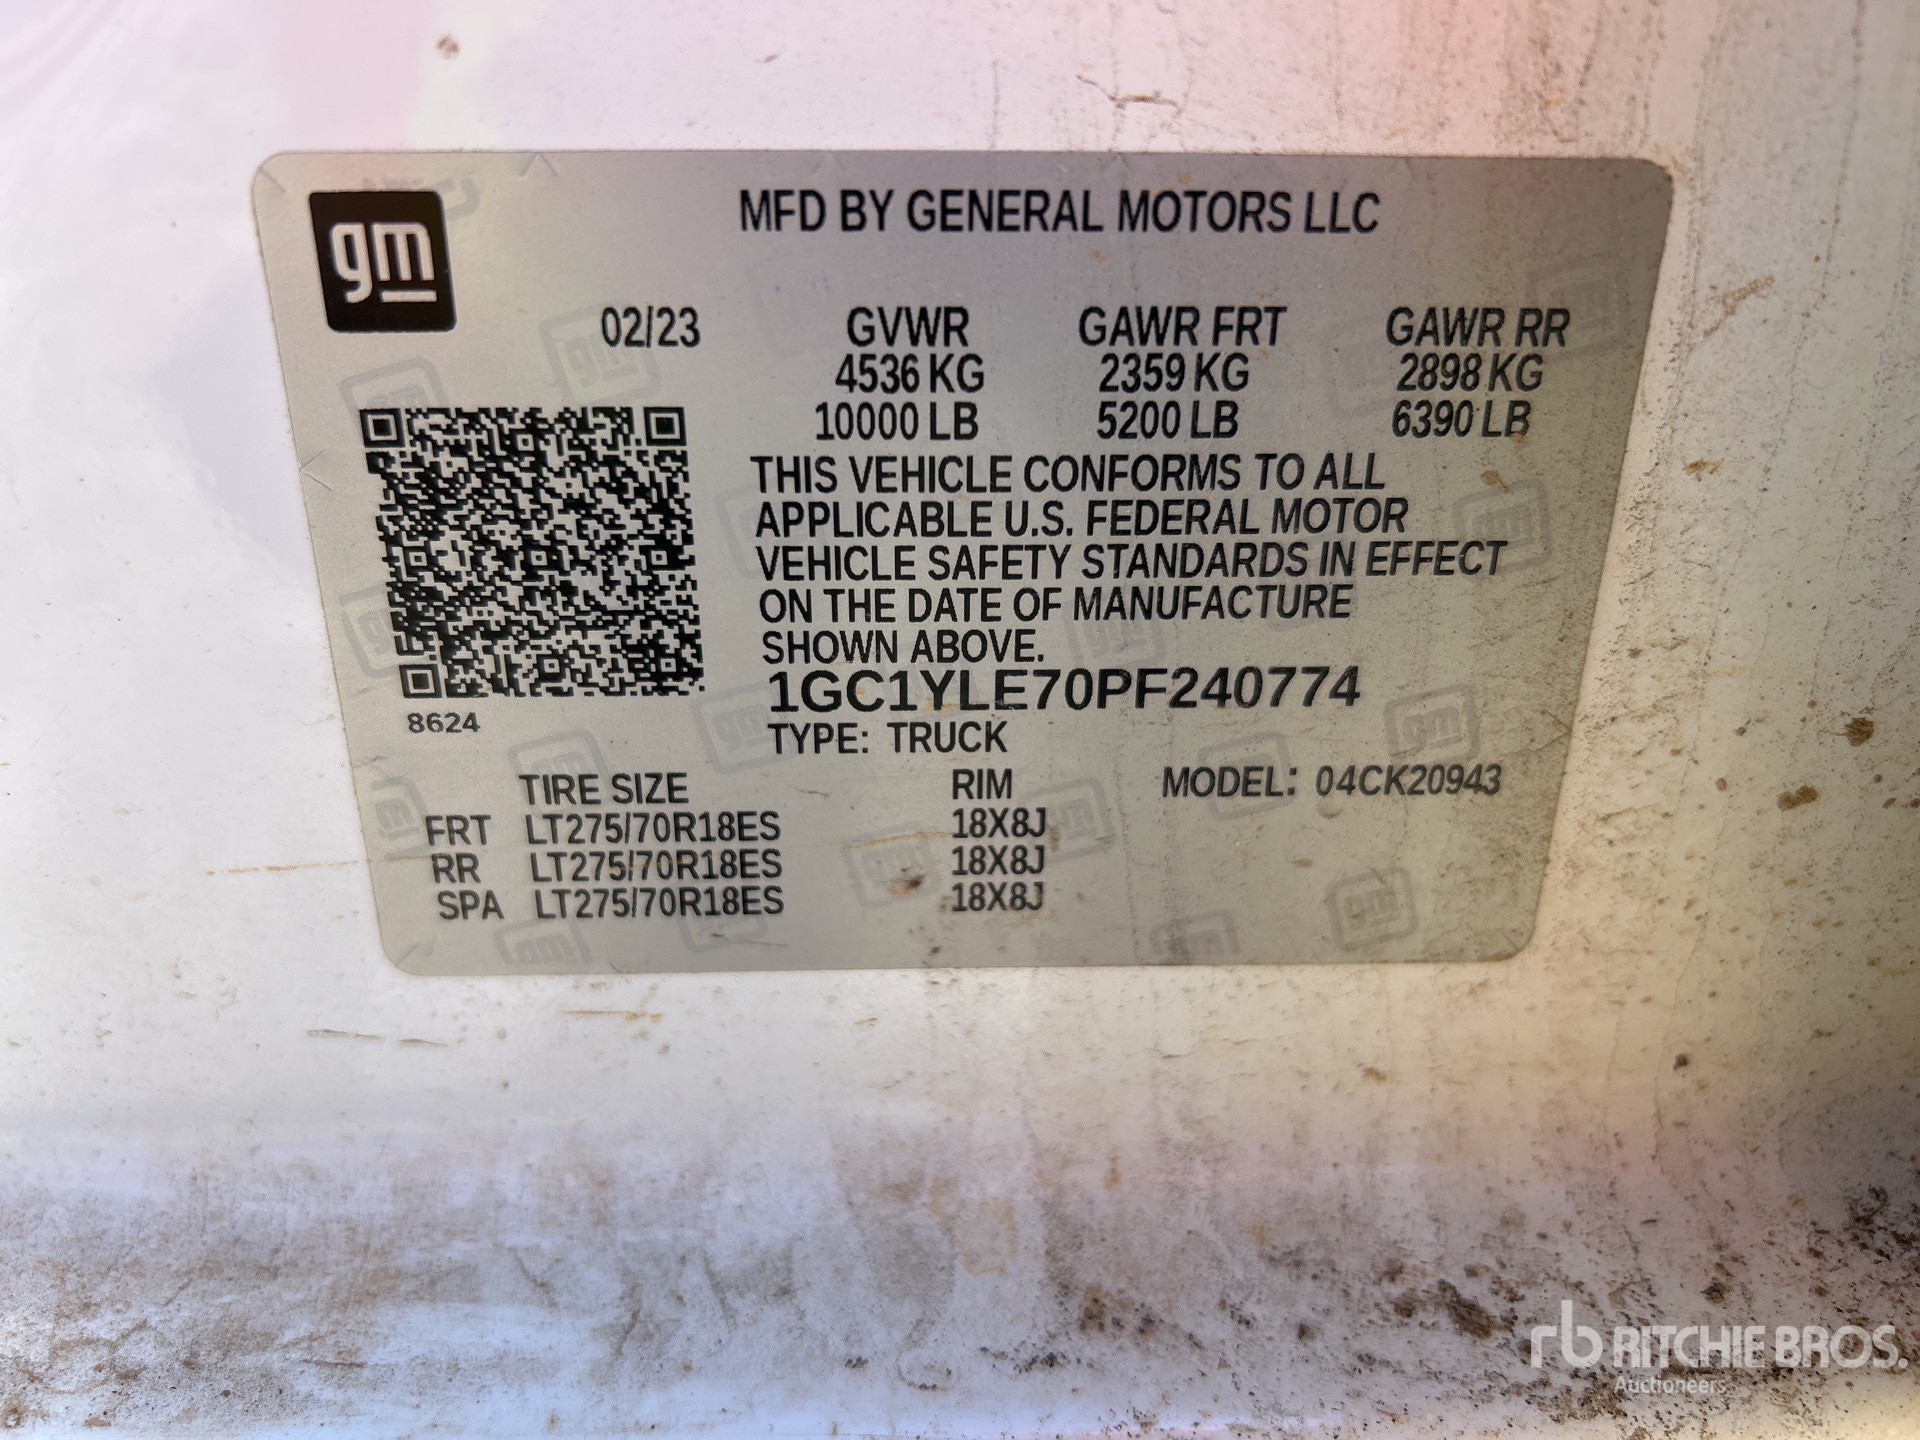 gm
MFD BY GENERAL MOTORS LLC
02/23 GVWR GAWR FRT GAWR RR
4536 KG 2359 KG 2898 KG
10000 LB 5200 LB 6390 LB
THIS VEHICLE CONFORMS TO ALL
APPLICABLE U.S. FEDERAL MOTOR
VEHICLE SAFETY STANDARDS IN EFFECT
ON THE DATE OF MANUFACTURE
SHOWN ABOVE.
1GC1YLE70PF240774
8624
TYPE: TRUCK
TIRE SIZE RIM MODEL: 04CK20943
FRT LT275/70R18ES 18X8J
RR LT275/70R18ES 18X8J
SPA LT275/70R18ES 18X8J
rb RITCHIE BROS.
Auctioneers